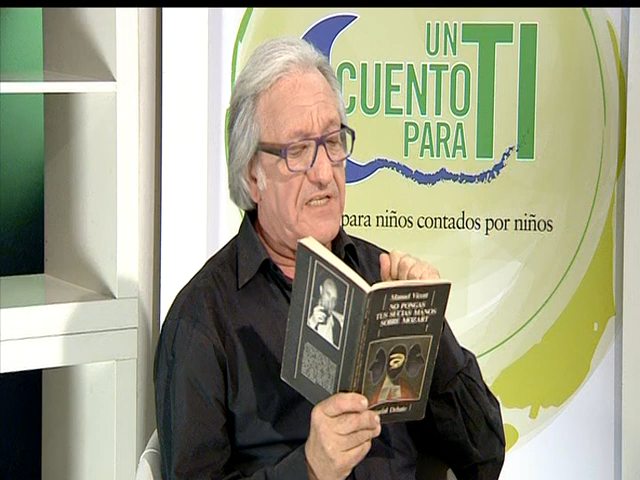 UN
CUENTO
PARA
TI
para niños contados por niños
Manuel Vicent
NO PONGAS
TUS SUCIAS MANOS
SOBRE MOZART
Debate